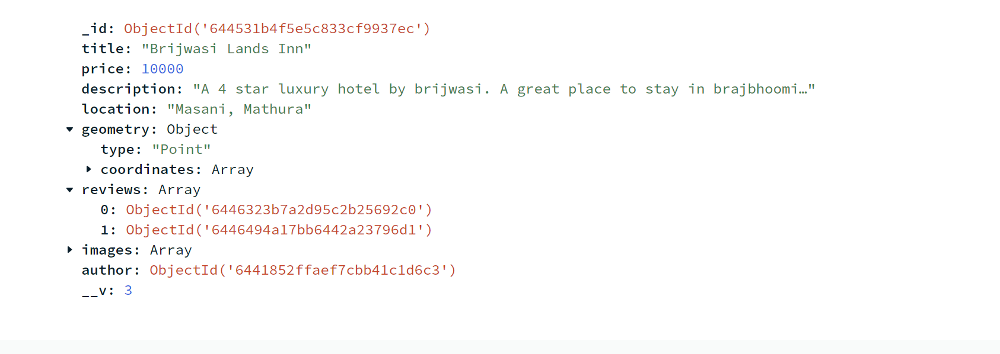 _id: ObjectId('644531b4f5e5c833cf9937ec')
title: "Brijwasi Lands Inn"
price: 10000
description: "A 4 star luxury hotel by brijwasi. A great place to stay in brajbhoomi…"
location: "Masani, Mathura"
geometry: Object
type: "Point"
coordinates: Array
reviews: Array
0: ObjectId('6446323b7a2d95c2b25692c0')
1: ObjectId('6446494a17bb6442a23796d1')
images: Array
author: ObjectId('6441852ffaef7cbb41c1d6c3')
__v: 3